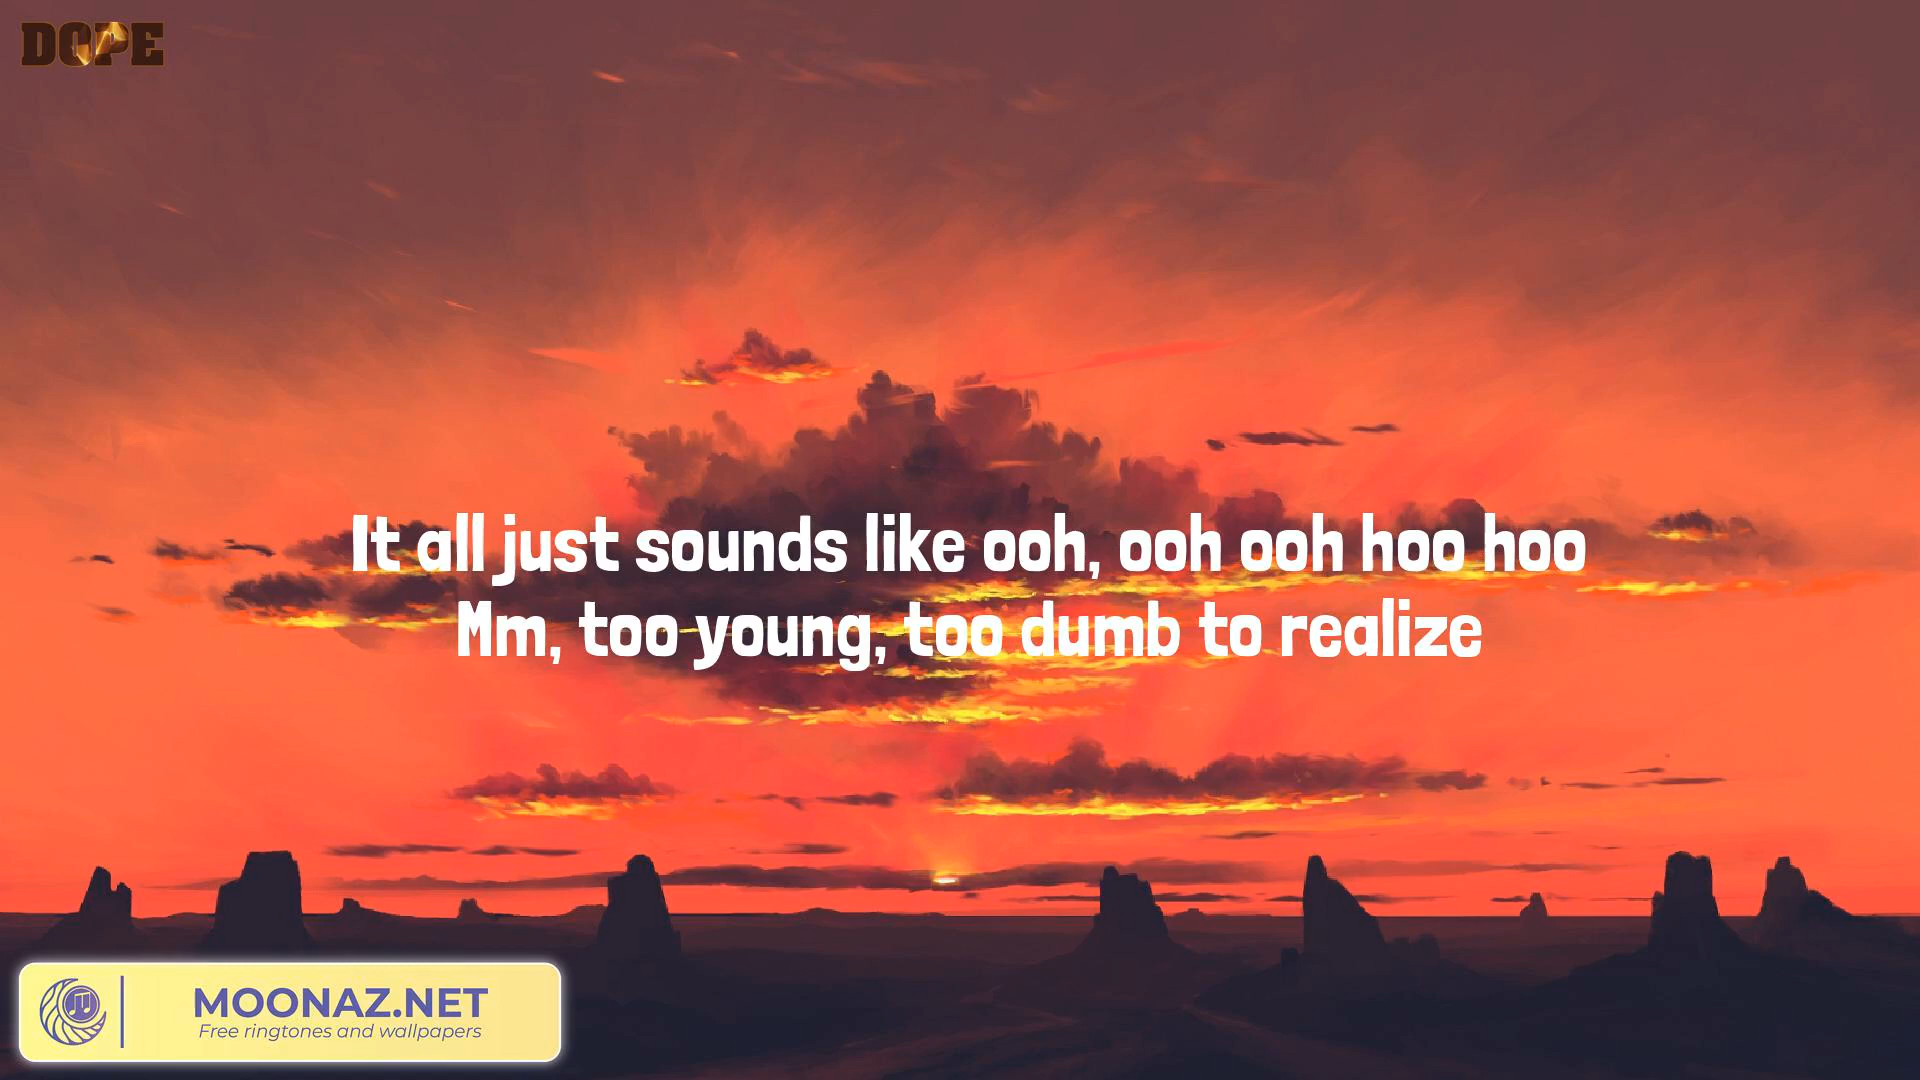 DOPE
It all just sounds like ooh, ooh ooh hoo hoo
Mm, too young, too dumb to realize
MOONAZ.NET
Free ringtones and wallpapers